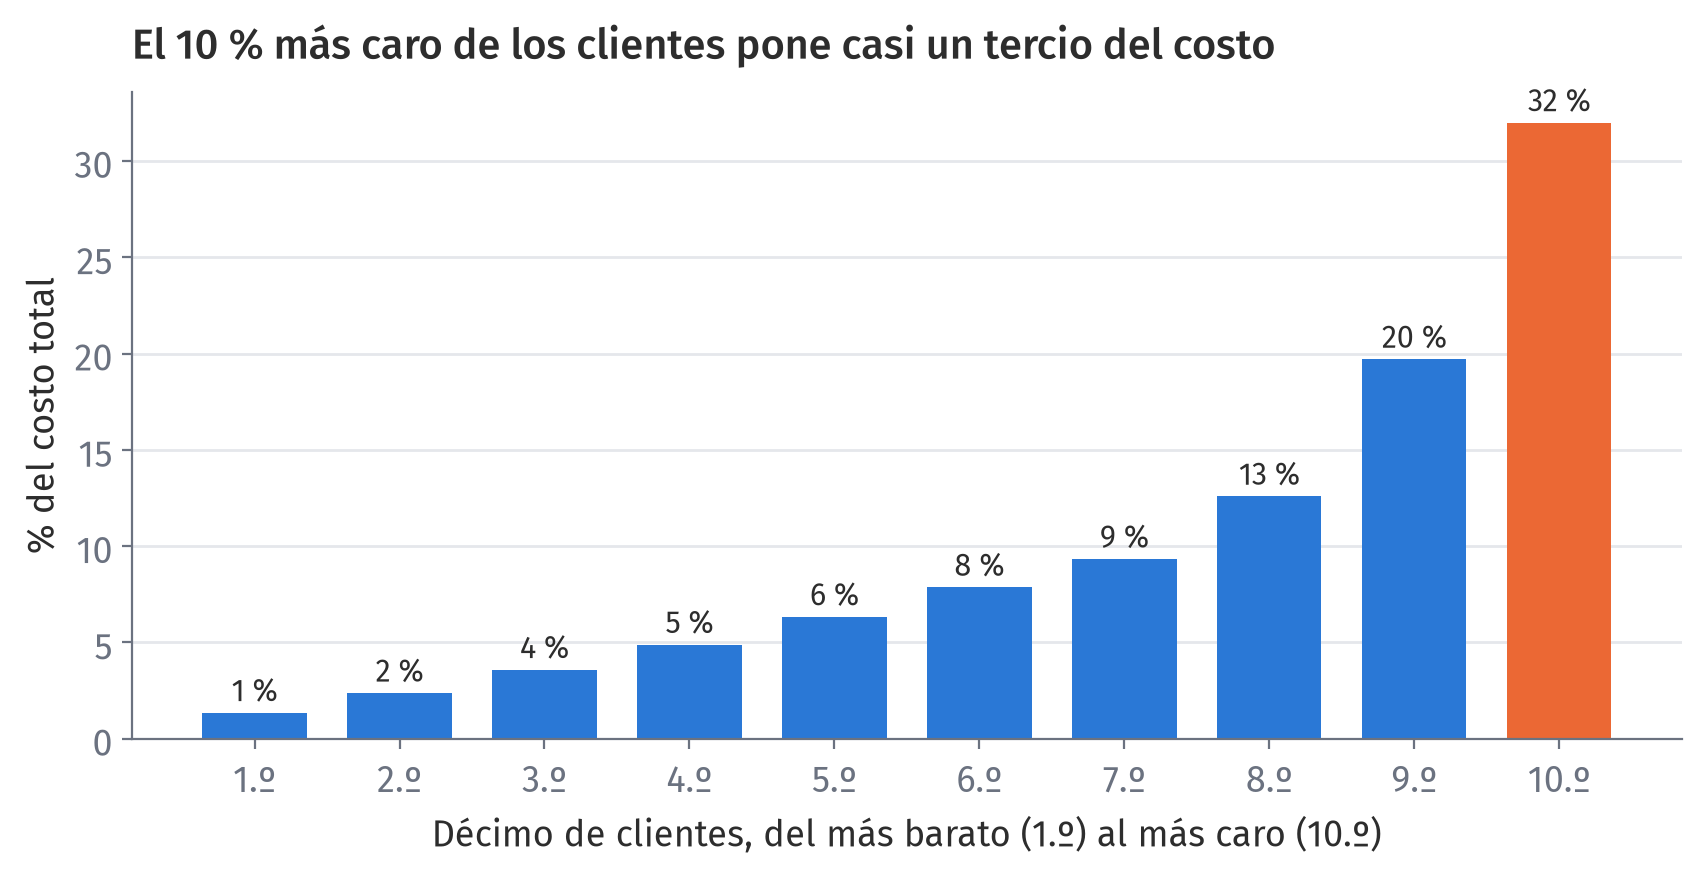 El 10 % más caro de los clientes pone casi un tercio del costo
% del costo total
30
25
20
15
10
5
0
1 %
2 %
4 %
5 %
6 %
8 %
9 %
13 %
20 %
32 %
1.º
2.º
3.º
4.º
5.º
6.º
7.º
8.º
9.º
10.º
Décimo de clientes, del más barato (1.º) al más caro (10.º)